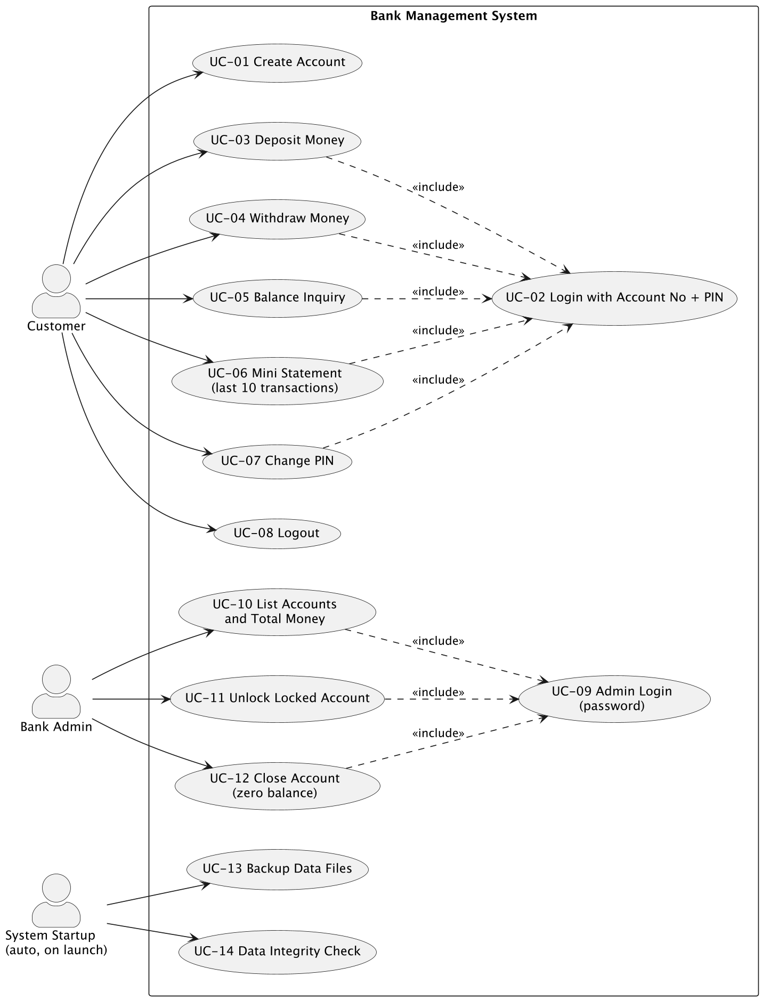 Bank Management System
UC-01 Create Account
UC-03 Deposit Money
«include»
UC-04 Withdraw Money
«include»
UC-05 Balance Inquiry
«include»
UC-02 Login with Account No + PIN
Customer
«include»
UC-06 Mini Statement
(last 10 transactions)
«include»
UC-07 Change PIN
UC-08 Logout
UC-10 List Accounts
and Total Money
«include»
Bank Admin
UC-11 Unlock Locked Account
«include»
UC-09 Admin Login
(password)
«include»
UC-12 Close Account
(zero balance)
UC-13 Backup Data Files
System Startup
(auto, on launch)
UC-14 Data Integrity Check